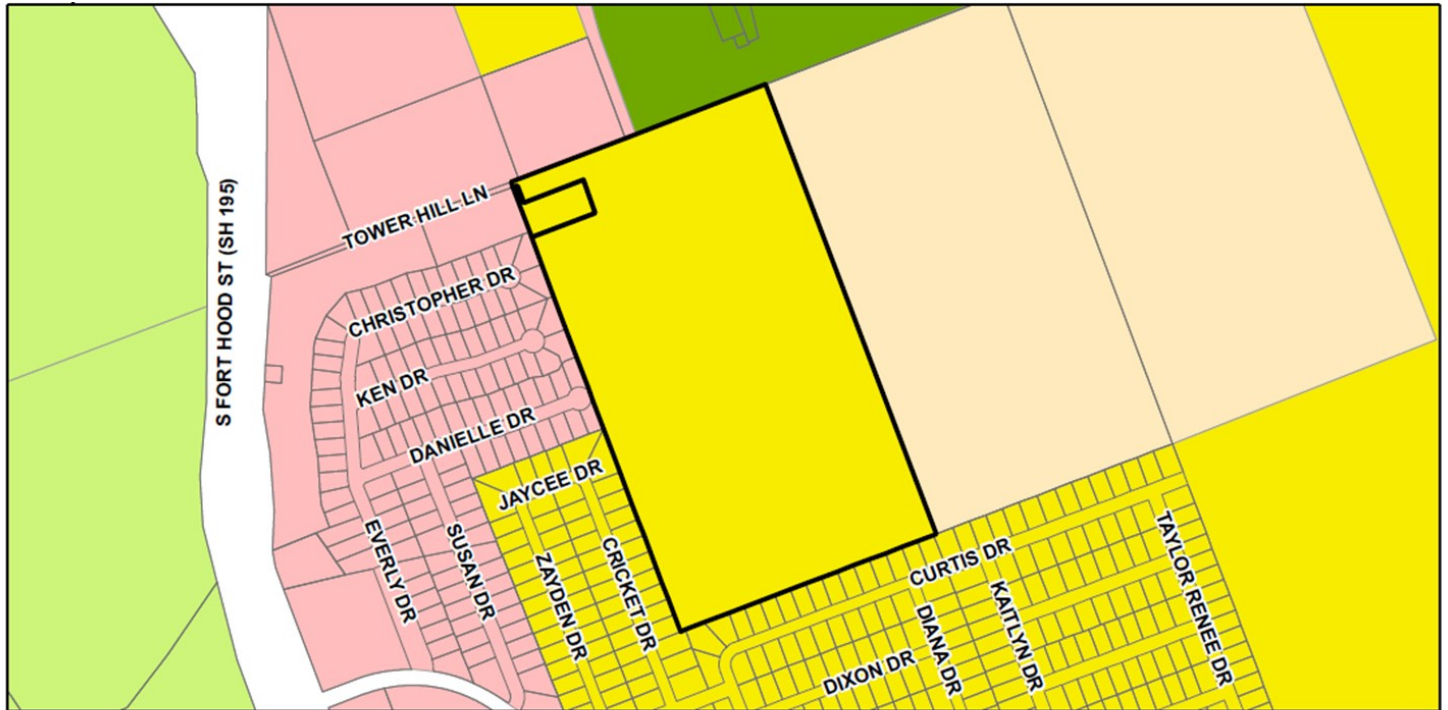 TOWER HILL LN
S FORT HOOD ST (SH 195)
CHRISTOPHER DR
KEN DR
DANIELLE DR
JAYCEE DR
EVERLY DR
SUSAN DR
ZAYDEN DR
CRICKET DR
CURTIS DR
TAYLOR RENEE DR
KAITLYN DR
DIANA DR
DIXON DR